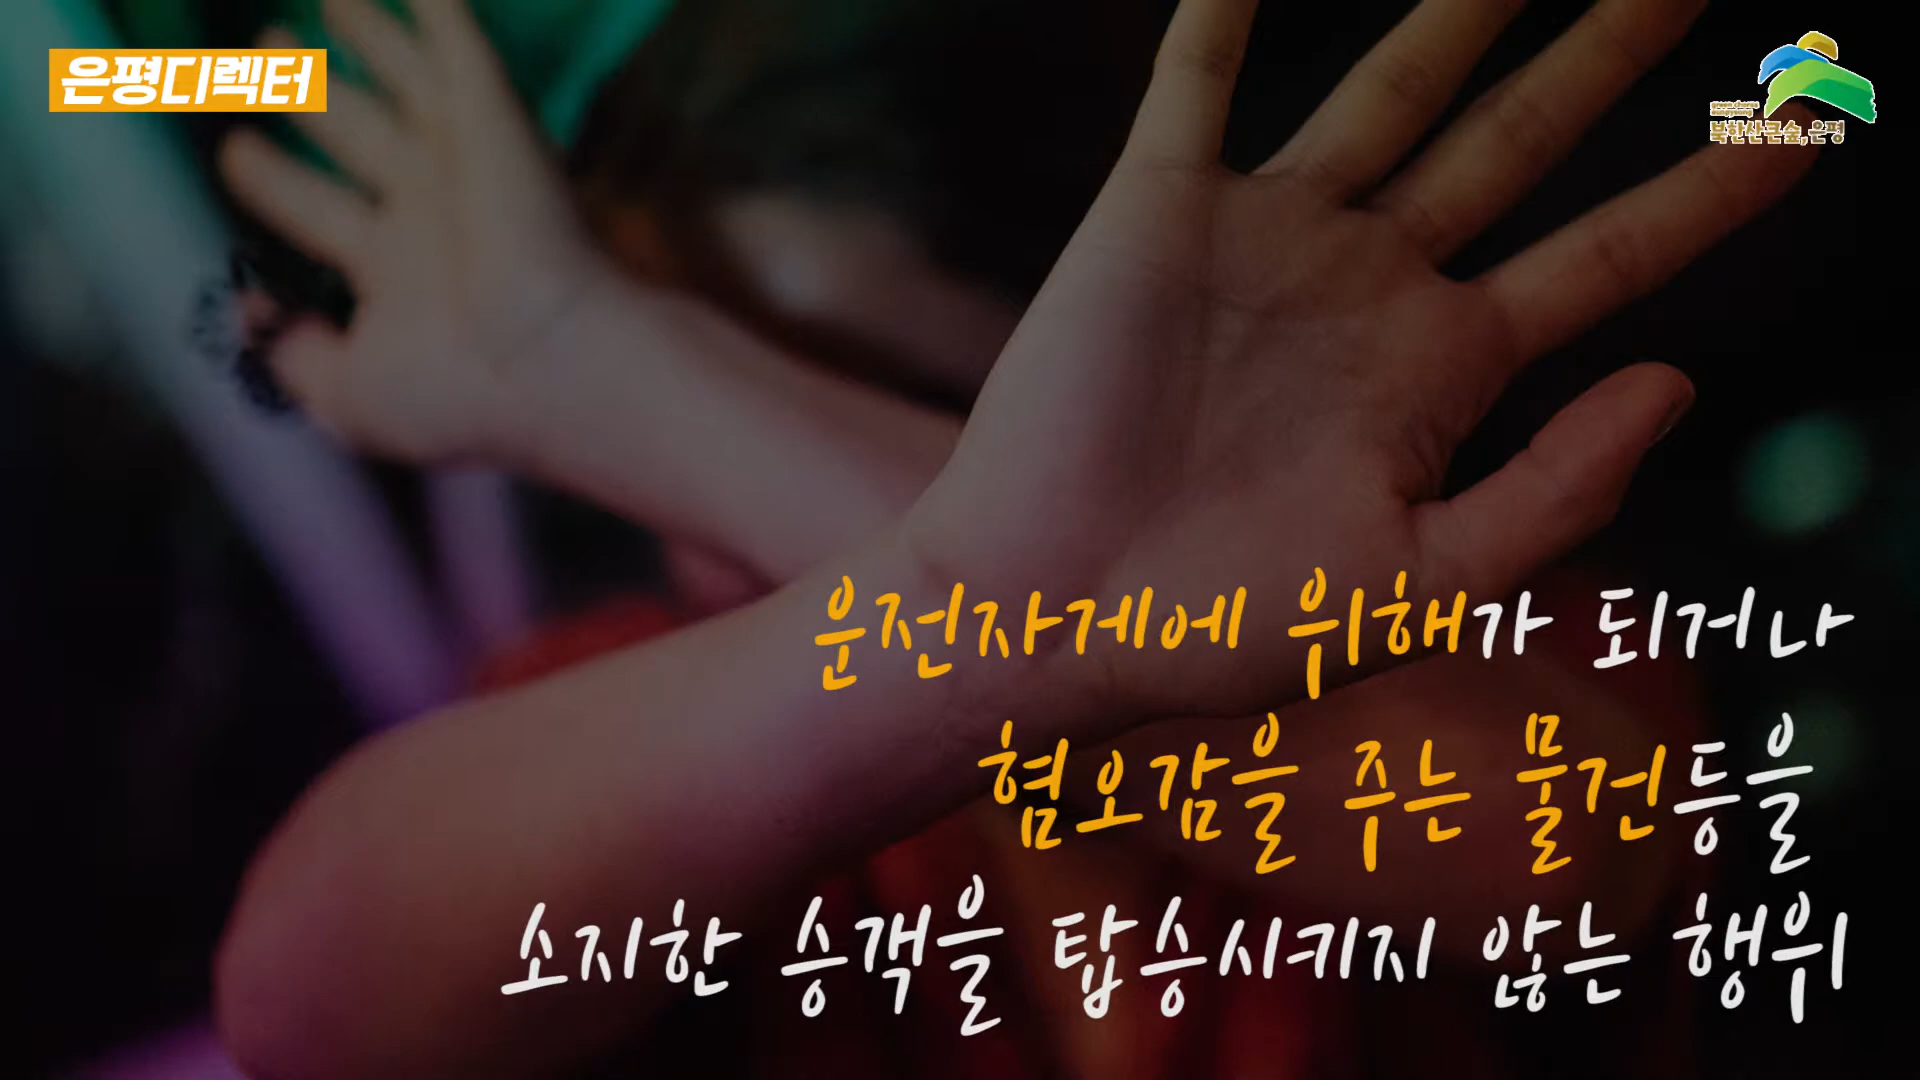 은평디렉터
북한산큰숲, 은평
운전자게에 위해가 되거나
혐오감을 주는 물건등을
소지한 승객을 탑승시키지 않는 행위